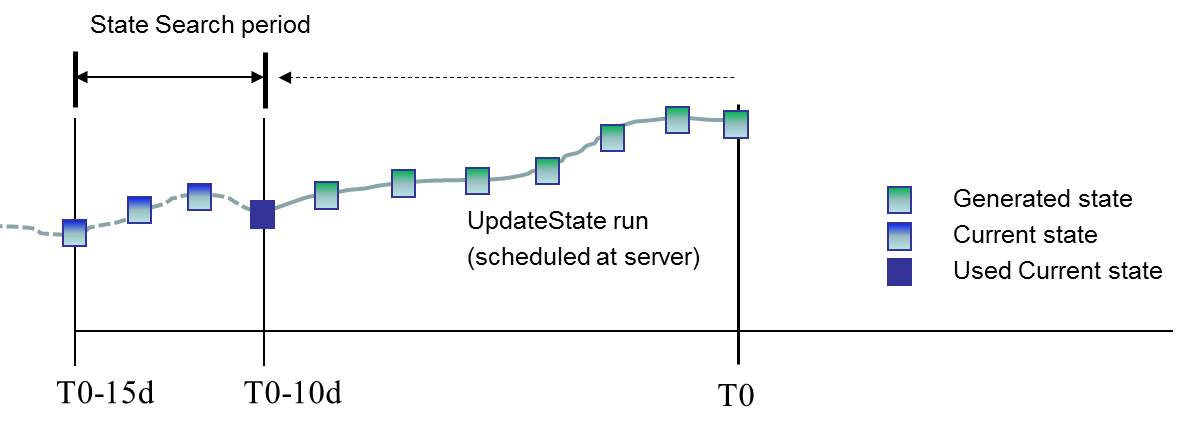 State Search period
UpdateState run
(scheduled at server)
Generated state
Current state
Used Current state
T0-15d
T0-10d
T0